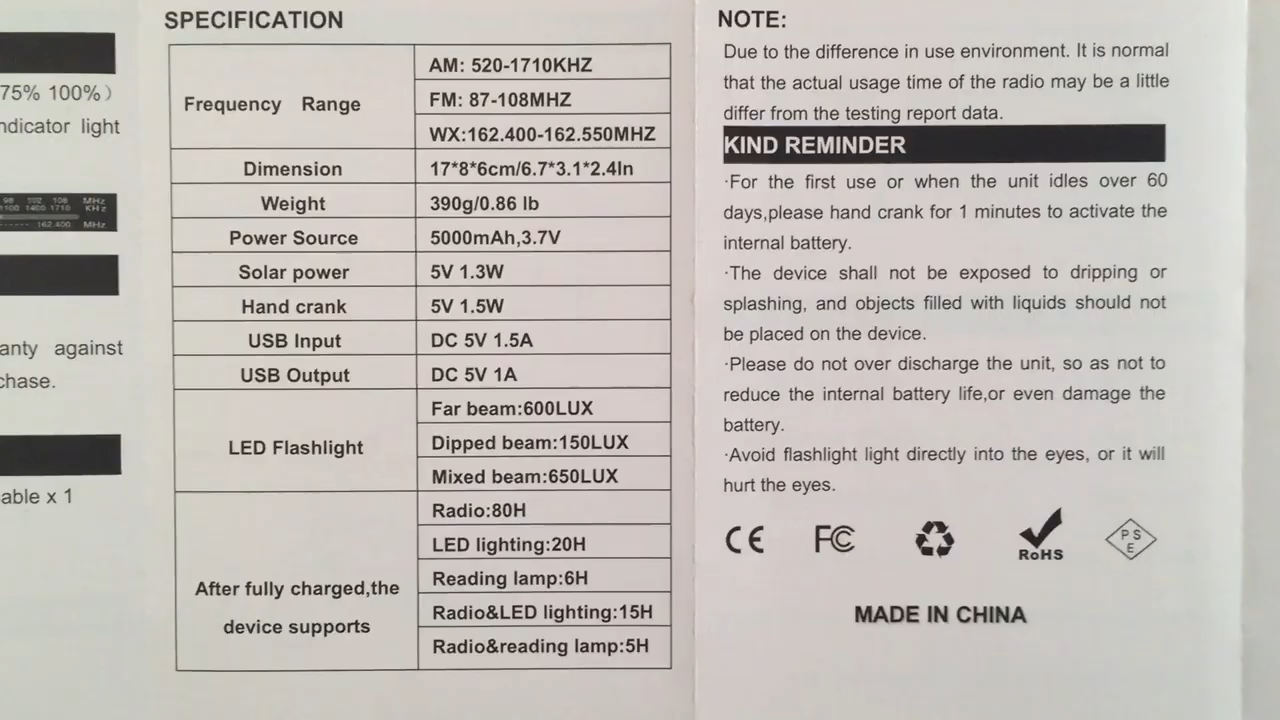 75% 100%)
ndicator light
98 102 108 MHz
1100 1400 1710 KHz
162.400 MHz
anty against
chase.
able x 1
SPECIFICATION
Frequency Range
AM: 520-1710KHZ
FM: 87-108MHZ
WX:162.400-162.550MHZ
Dimension 17*8*6cm/6.7*3.1*2.4In
Weight 390g/0.86 lb
Power Source 5000mAh,3.7V
Solar power 5V 1.3W
Hand crank 5V 1.5W
USB Input DC 5V 1.5A
USB Output DC 5V 1A
LED Flashlight
Far beam:600LUX
Dipped beam:150LUX
Mixed beam:650LUX
After fully charged,the
device supports
Radio:80H
LED lighting:20H
Reading lamp:6H
Radio&LED lighting:15H
Radio&reading lamp:5H
NOTE:
Due to the difference in use environment. It is normal
that the actual usage time of the radio may be a little
differ from the testing report data.
KIND REMINDER
·For the first use or when the unit idles over 60
days,please hand crank for 1 minutes to activate the
internal battery.
·The device shall not be exposed to dripping or
splashing, and objects filled with liquids should not
be placed on the device.
·Please do not over discharge the unit, so as not to
reduce the internal battery life,or even damage the
battery.
·Avoid flashlight light directly into the eyes, or it will
hurt the eyes.
CE FC RoHS PSE
MADE IN CHINA